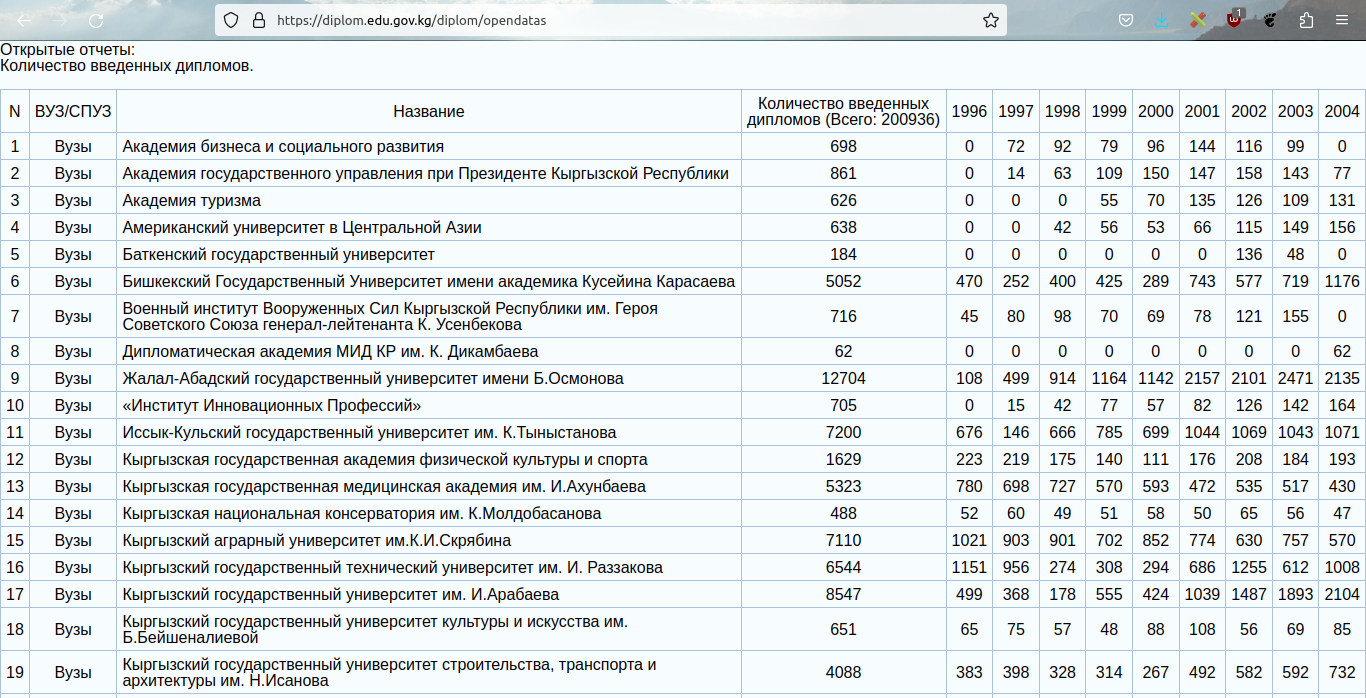 https://diplom.edu.gov.kg/diplom/opendatas
1
Открытые отчеты:
Количество введенных дипломов.
N ВУЗ/СПУЗ Название Количество введенных дипломов (Всего: 200936) 1996 1997 1998 1999 2000 2001 2002 2003 2004
1 Вузы Академия бизнеса и социального развития 698 0 72 92 79 96 144 116 99 0
2 Вузы Академия государственного управления при Президенте Кыргызской Республики 861 0 14 63 109 150 147 158 143 77
3 Вузы Академия туризма 626 0 0 0 55 70 135 126 109 131
4 Вузы Американский университет в Центральной Азии 638 0 0 42 56 53 66 115 149 156
5 Вузы Баткенский государственный университет 184 0 0 0 0 0 0 136 48 0
6 Вузы Бишкекский Государственный Университет имени академика Кусейина Карасаева 5052 470 252 400 425 289 743 577 719 1176
7 Вузы Военный институт Вооруженных Сил Кыргызской Республики им. Героя
Советского Союза генерал-лейтенанта К. Усенбекова 716 45 80 98 70 69 78 121 155 0
8 Вузы Дипломатическая академия МИД КР им. К. Дикамбаева 62 0 0 0 0 0 0 0 0 62
9 Вузы Жалал-Абадский государственный университет имени Б.Осмонова 12704 108 499 914 1164 1142 2157 2101 2471 2135
10 Вузы «Институт Инновационных Профессий» 705 0 15 42 77 57 82 126 142 164
11 Вузы Иссык-Кульский государственный университет им. К.Тыныстанова 7200 676 146 666 785 699 1044 1069 1043 1071
12 Вузы Кыргызская государственная академия физической культуры и спорта 1629 223 219 175 140 111 176 208 184 193
13 Вузы Кыргызская государственная медицинская академия им. И.Ахунбаева 5323 780 698 727 570 593 472 535 517 430
14 Вузы Кыргызская национальная консерватория им. К.Молдобасанова 488 52 60 49 51 58 50 65 56 47
15 Вузы Кыргызский аграрный университет им.К.И.Скрябина 7110 1021 903 901 702 852 774 630 757 570
16 Вузы Кыргызский государственный технический университет им. И. Раззакова 6544 1151 956 274 308 294 686 1255 612 1008
17 Вузы Кыргызский государственный университет им. И.Арабаева 8547 499 368 178 555 424 1039 1487 1893 2104
18 Вузы Кыргызский государственный университет культуры и искусства им.
Б.Бейшеналиевой 651 65 75 57 48 88 108 56 69 85
19 Вузы Кыргызский государственный университет строительства, транспорта и
архитектуры им. Н.Исанова 4088 383 398 328 314 267 492 582 592 732